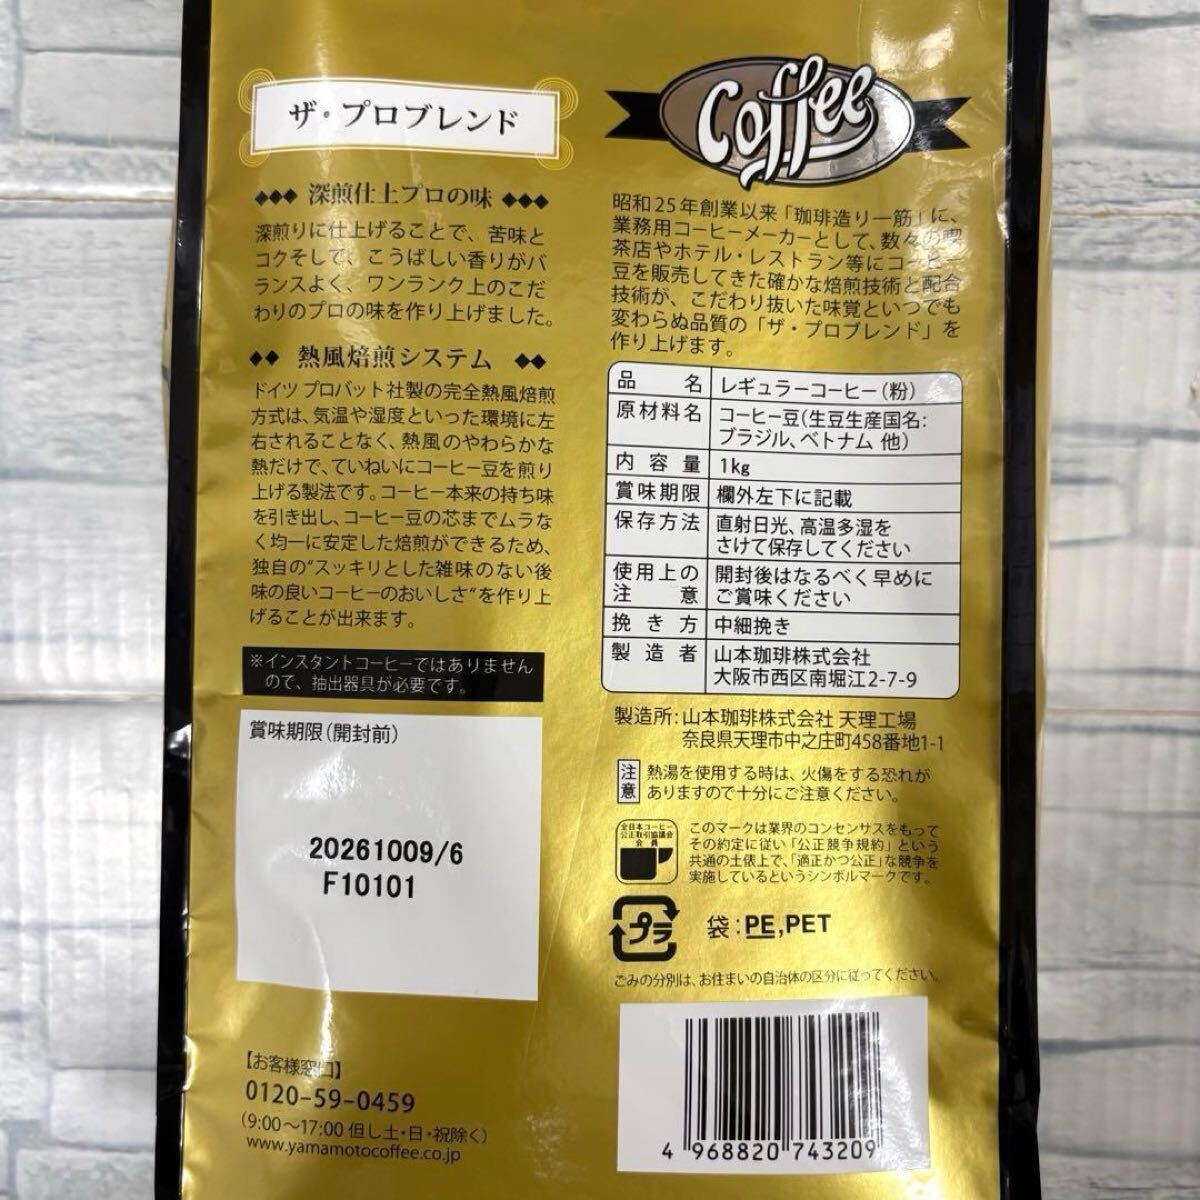 ザ・プロブレンド
◆◆◆ 深煎仕上プロの味 ◆◆◆
深煎りに仕上げることで、苦味と
コクそして、こうばしい香りがバ
ランスよく、ワンランク上のこだ
わりのプロの味を作り上げました。
◆◆ 熱風焙煎システム ◆◆
ドイツ プロバット社製の完全熱風焙煎
方式は、気温や湿度といった環境に左
右されることなく、熱風のやわらかな
熱だけで、ていねいにコーヒー豆を煎り
上げる製法です。コーヒー本来の持ち味
を引き出し、コーヒー豆の芯までムラな
く均一に安定した焙煎ができるため、
独自の“スッキリとした雑味のない後
味の良いコーヒーのおいしさ”を作り上
げることが出来ます。
※インスタントコーヒーではありません
ので、抽出器具が必要です。
賞味期限(開封前)
20261009/6
F10101
【お客様窓口】
0120-59-0459
(9:00〜17:00 但し土・日・祝除く)
www.yamamotocoffee.co.jp
Coffee
昭和25年創業以来「珈琲造り一筋」に、
業務用コーヒーメーカーとして、数々の喫
茶店やホテル・レストラン等にコーヒー
豆を販売してきた確かな焙煎技術と配合
技術が、こだわり抜いた味覚といつでも
変わらぬ品質の「ザ・プロブレンド」を
作り上げます。
品名 レギュラーコーヒー(粉)
原材料名 コーヒー豆(生豆生産国名:
ブラジル、ベトナム 他)
内容量 1kg
賞味期限 欄外左下に記載
保存方法 直射日光、高温多湿を
さけて保存してください
使用上の 開封後はなるべく早めに
注意 ご賞味ください
挽き方 中細挽き
製造者 山本珈琲株式会社
大阪市西区南堀江2-7-9
製造所:山本珈琲株式会社 天理工場
奈良県天理市中之庄町458番地1-1
注意 熱湯を使用する時は、火傷をする恐れが
ありますので十分にご注意ください。
全日本コーヒー
公正取引協議会
会員
このマークは業界のコンセンサスをもって
その約定に従い「公正競争規約」という
共通の土俵上で、「適正かつ公正」な競争を
実施しているというシンボルマークです。
プラ 袋:PE,PET
ごみの分別は、お住まいの自治体の区分に従ってください。
4 968820 743209